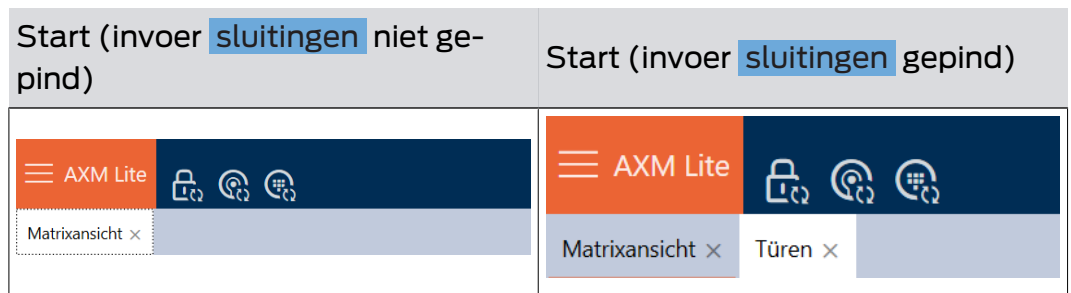 Start (invoer sluitingen niet ge-
pind)
Start (invoer sluitingen gepind)
AXM Lite
Matrixansicht ×
AXM Lite
Matrixansicht × Türen ×